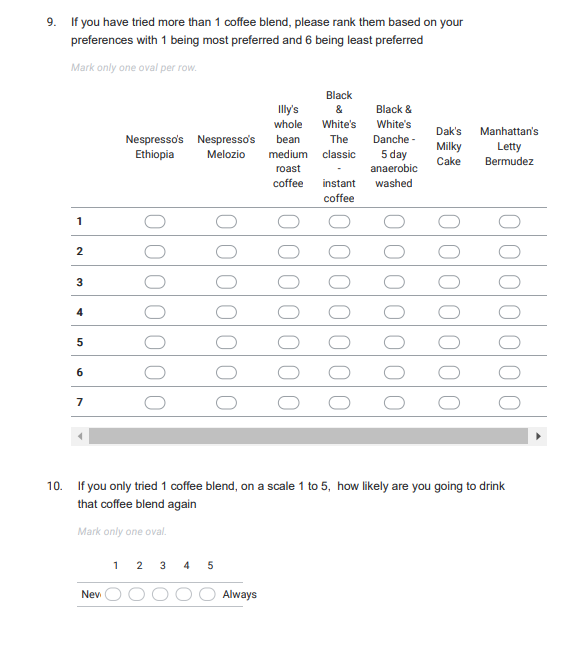 9. If you have tried more than 1 coffee blend, please rank them based on your
preferences with 1 being most preferred and 6 being least preferred
Mark only one oval per row.
Nespresso's Ethiopia
Nespresso's Melozio
Illy's whole bean medium roast coffee
Black & White's The classic - instant coffee
Black & White's Danche - 5 day anaerobic washed
Dak's Milky Cake
Manhattan's Letty Bermudez
1
2
3
4
5
6
7
10. If you only tried 1 coffee blend, on a scale 1 to 5, how likely are you going to drink
that coffee blend again
Mark only one oval.
1 2 3 4 5
Nev Always